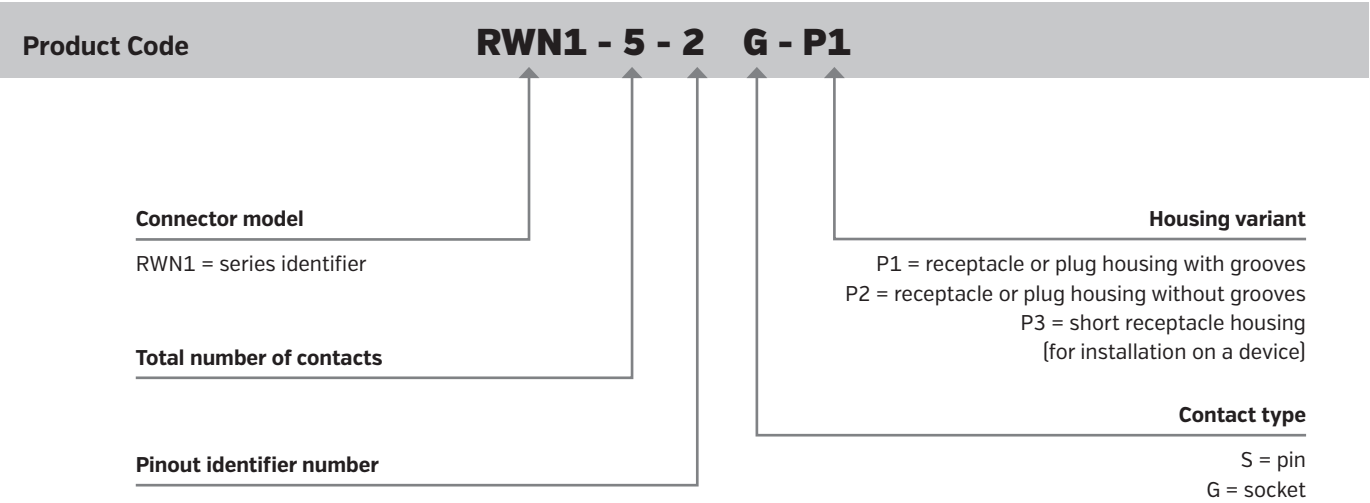 Product Code RWN1 - 5 - 2 G - P1
Connector model
RWN1 = series identifier
Total number of contacts
Pinout identifier number
Housing variant
P1 = receptacle or plug housing with grooves
P2 = receptacle or plug housing without grooves
P3 = short receptacle housing
(for installation on a device)
Contact type
S = pin
G = socket